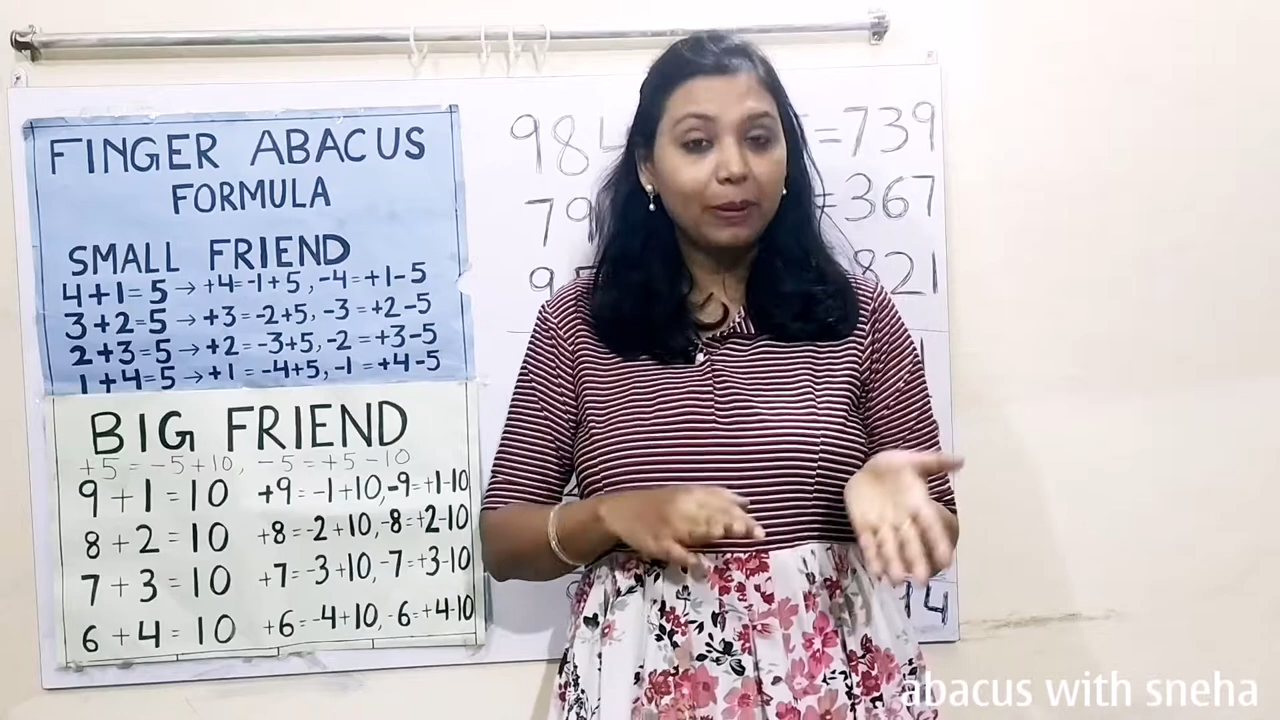 FINGER ABACUS
FORMULA
SMALL FRIEND
4+1=5 → +4=-1+5, -4=+1-5
3+2=5 → +3=-2+5, -3=+2-5
2+3=5 → +2=-3+5, -2=+3-5
1+4=5 → +1=-4+5, -1=+4-5
BIG FRIEND
+5=-5+10, -5=+5-10
9+1=10 +9=-1+10, -9=+1-10
8+2=10 +8=-2+10, -8=+2-10
7+3=10 +7=-3+10, -7=+3-10
6+4=10 +6=-4+10, -6=+4-10
984 =739
79 =367
95 821
14
abacus with sneha